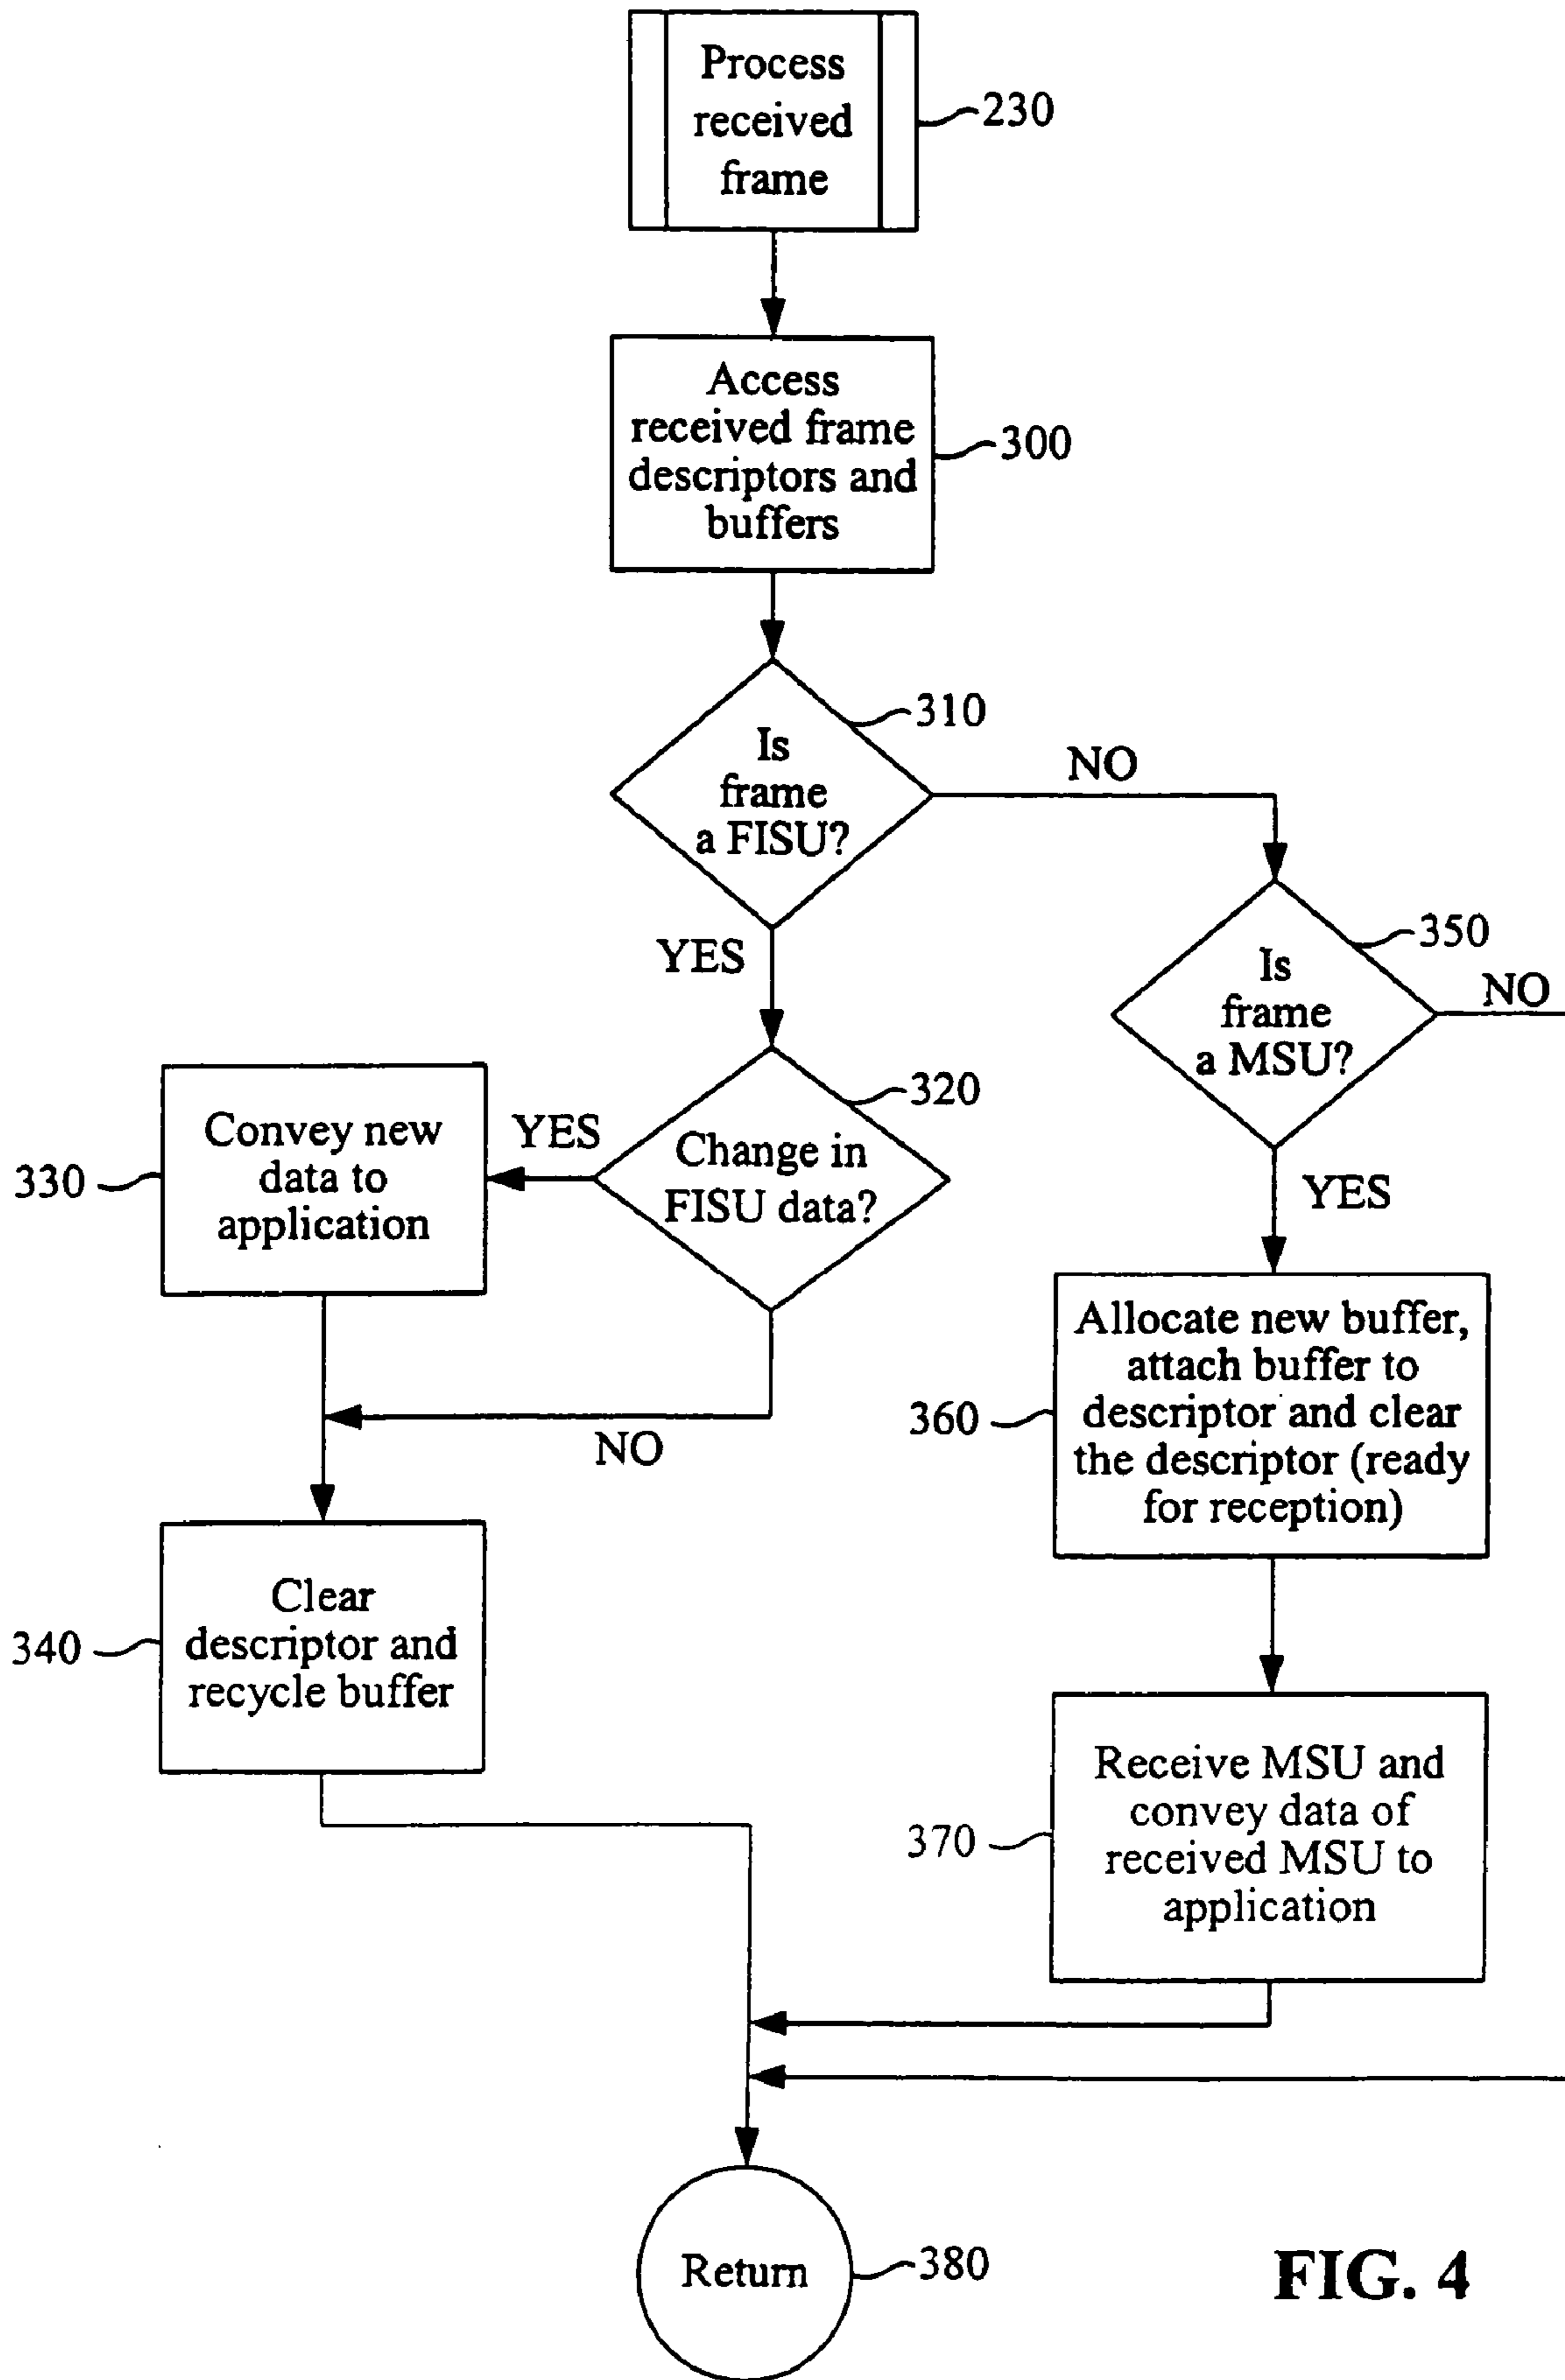 Process
received
frame
230
Access
received frame
descriptors and
buffers
300
310
Is
frame
a FISU?
NO
YES
350
Is
frame
a MSU?
NO
YES
320
Change in
FISU data?
YES
NO
330
Convey new
data to
application
360
Allocate new buffer,
attach buffer to
descriptor and clear
the descriptor (ready
for reception)
340
Clear
descriptor and
recycle buffer
370
Receive MSU and
convey data of
received MSU to
application
Return
380
FIG. 4